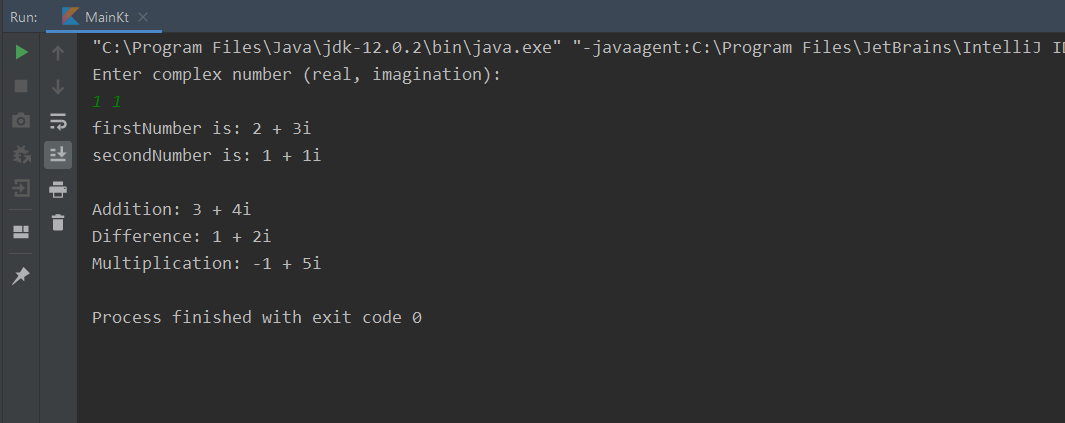 Run: MainKt
"C:\Program Files\Java\jdk-12.0.2\bin\java.exe" "-javaagent:C:\Program Files\JetBrains\IntelliJ
Enter complex number (real, imagination):
1 1
firstNumber is: 2 + 3i
secondNumber is: 1 + 1i
Addition: 3 + 4i
Difference: 1 + 2i
Multiplication: -1 + 5i
Process finished with exit code 0